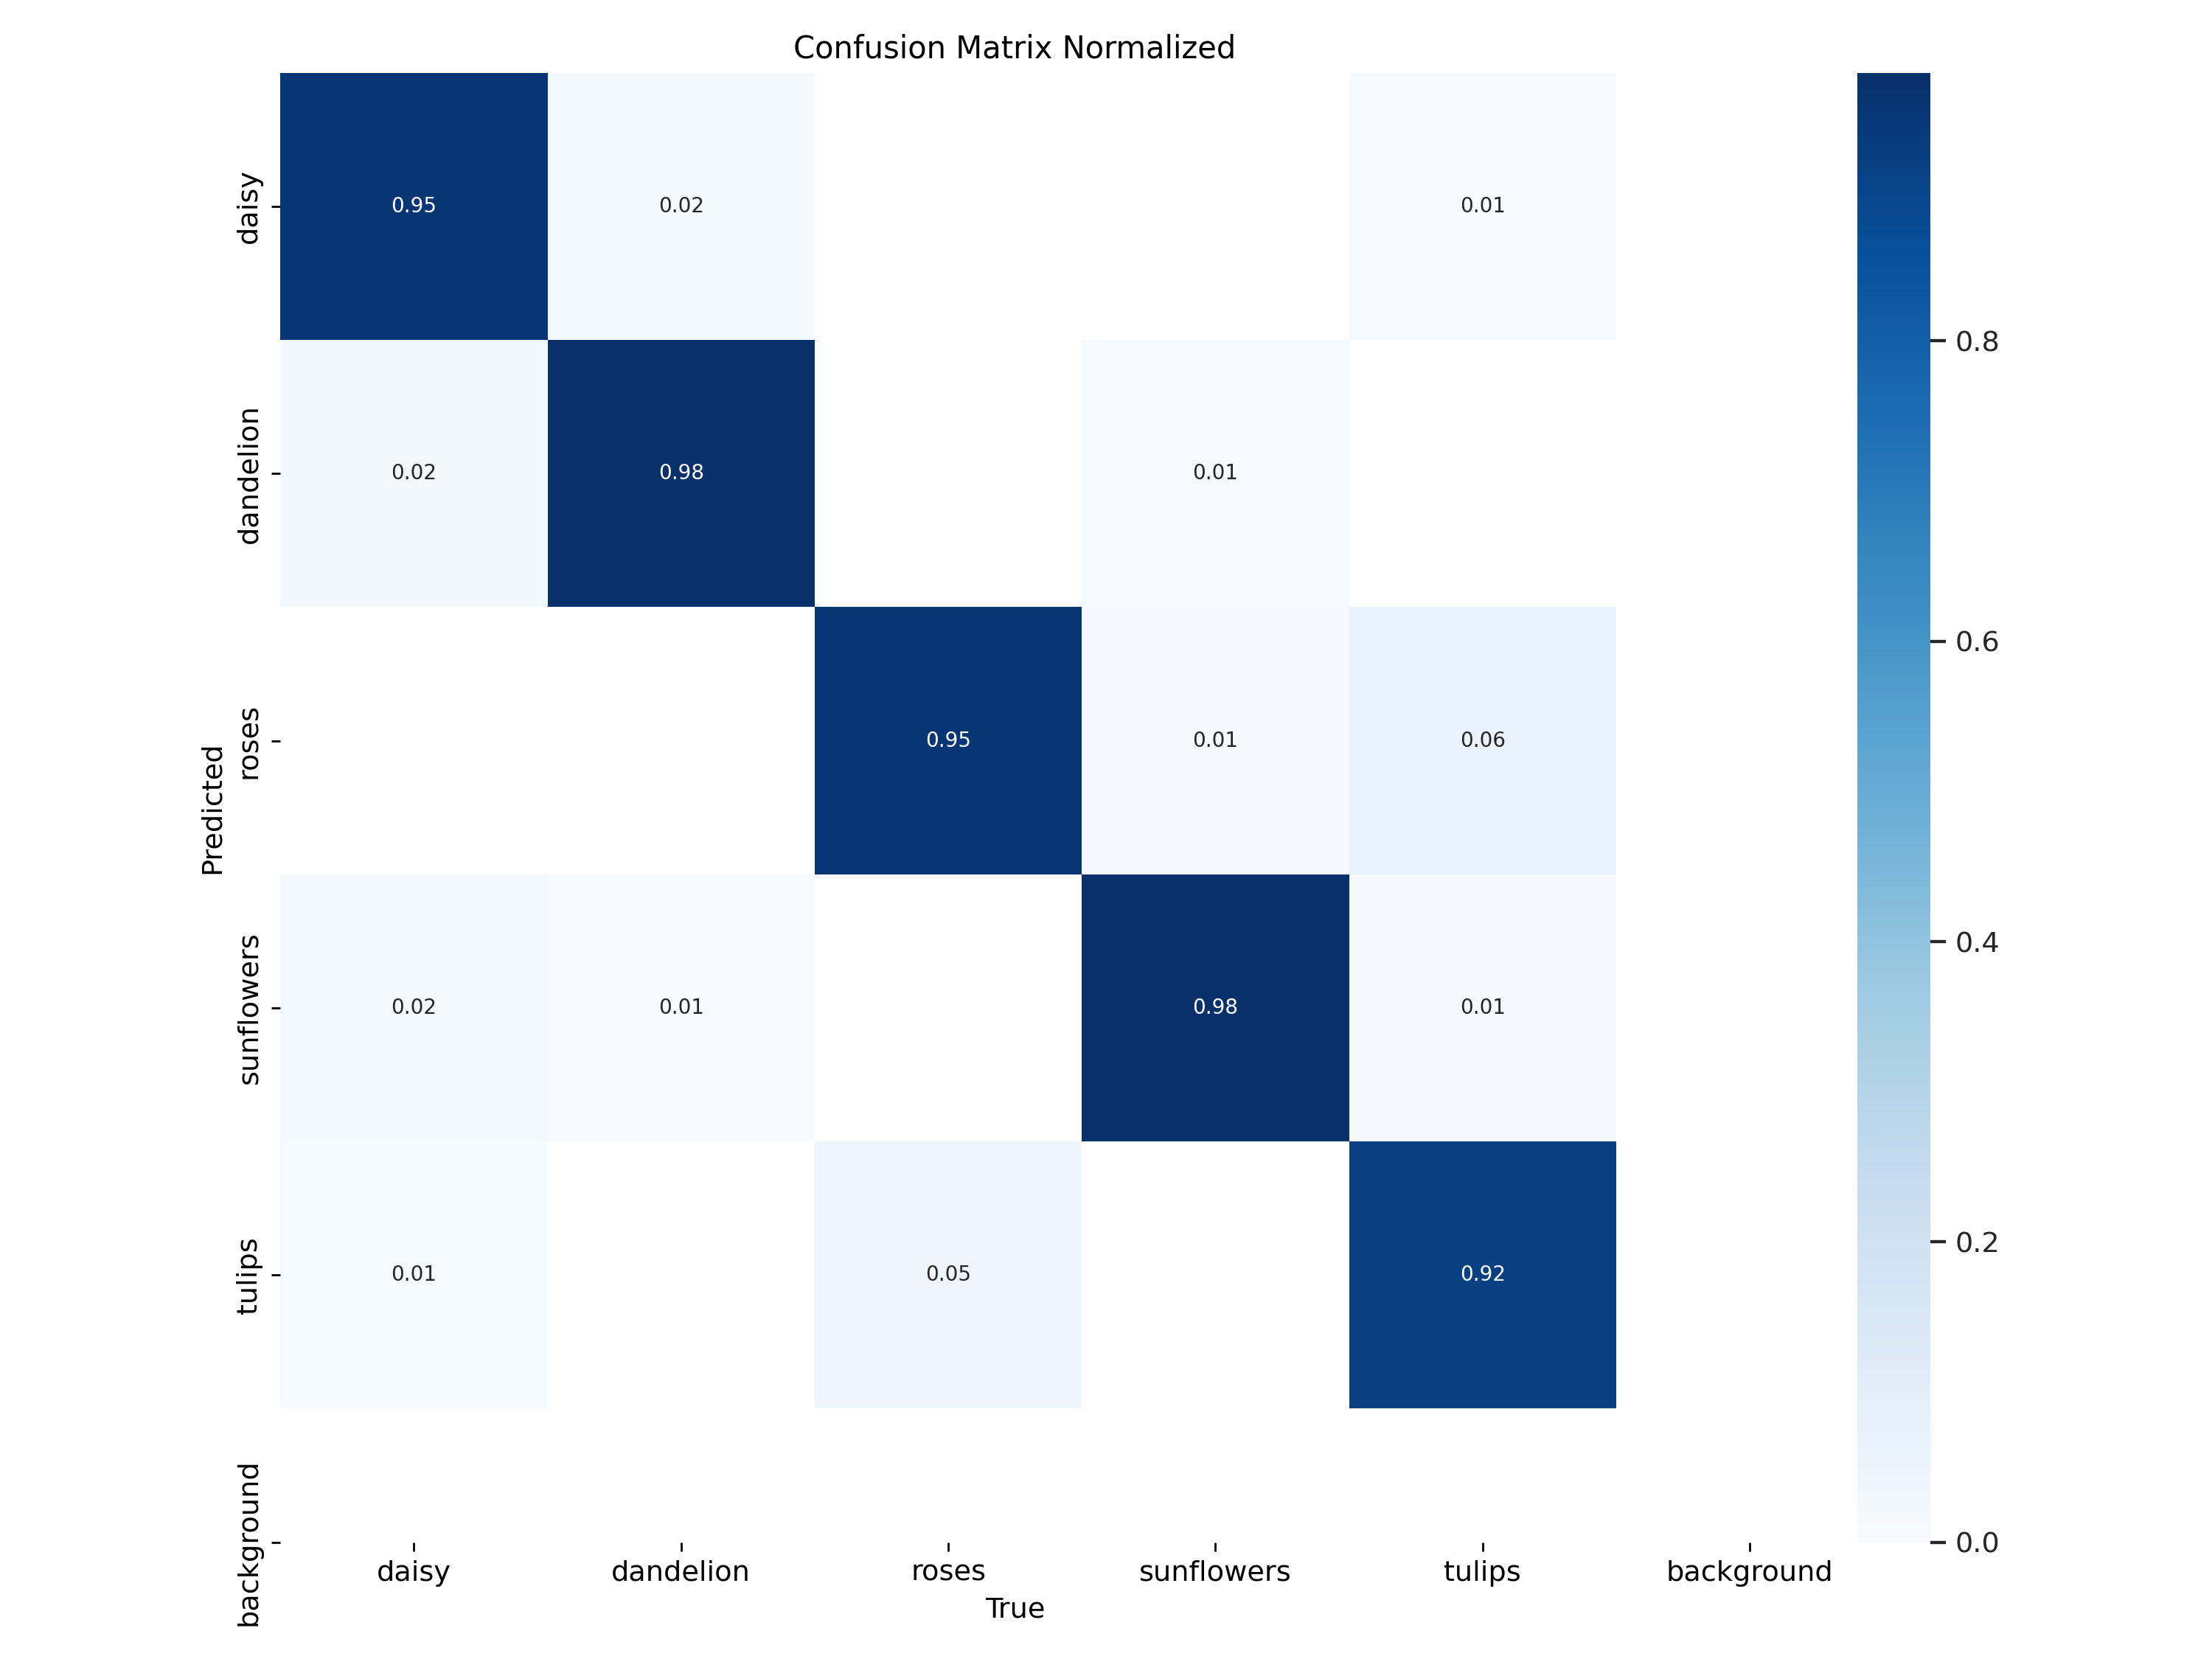 Confusion Matrix Normalized
daisy
0.95
0.02
0.01
dandelion
0.02
0.98
0.01
roses
0.95
0.01
0.06
sunflowers
0.02
0.01
0.98
0.01
tulips
0.01
0.05
0.92
background
Predicted
daisy
dandelion
roses
sunflowers
tulips
background
True
0.8
0.6
0.4
0.2
0.0